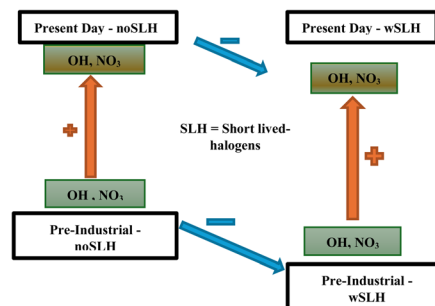 Present Day - noSLH
Present Day - wSLH
OH, NO3
OH, NO3
SLH = Short lived-
halogens
OH , NO3
Pre-Industrial -
noSLH
OH, NO3
Pre-Industrial -
wSLH